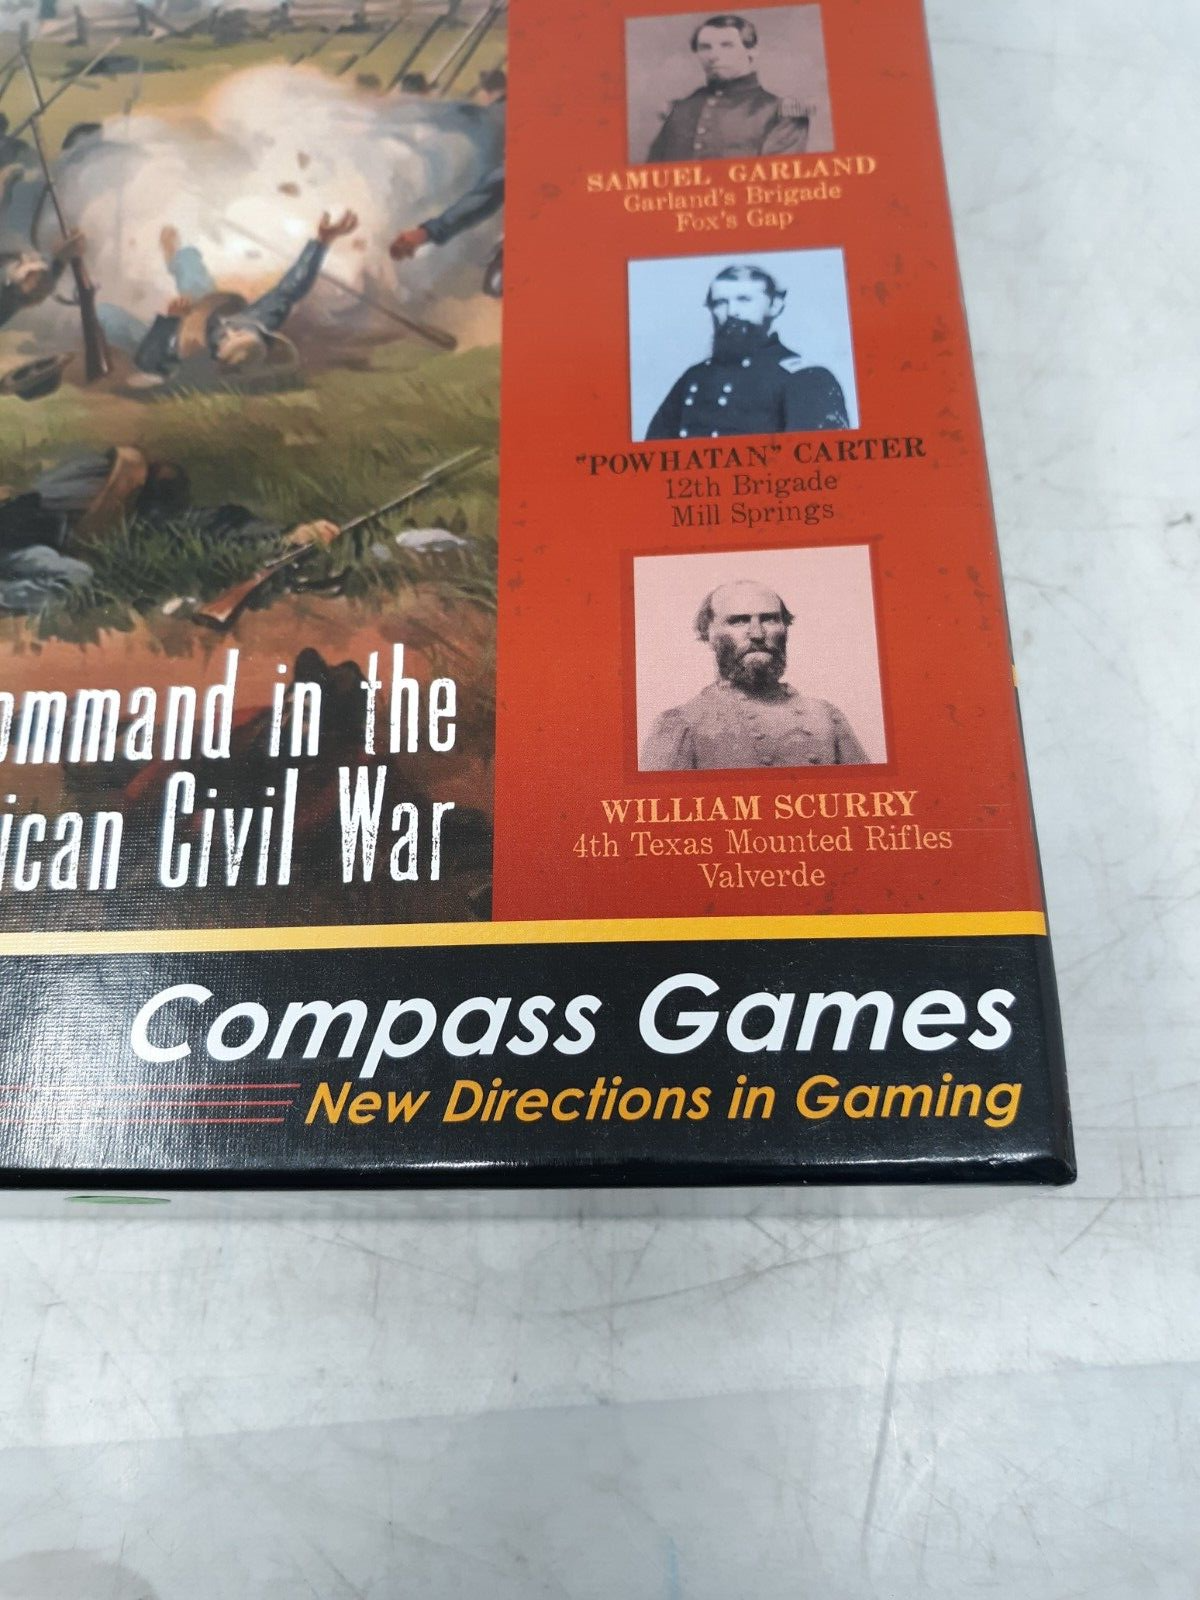 SAMUEL GARLAND
Garland's Brigade
Fox's Gap
"POWHATAN" CARTER
12th Brigade
Mill Springs
WILLIAM SCURRY
4th Texas Mounted Rifles
Valverde
ommand in the
ican Civil War
Compass Games
New Directions in Gaming